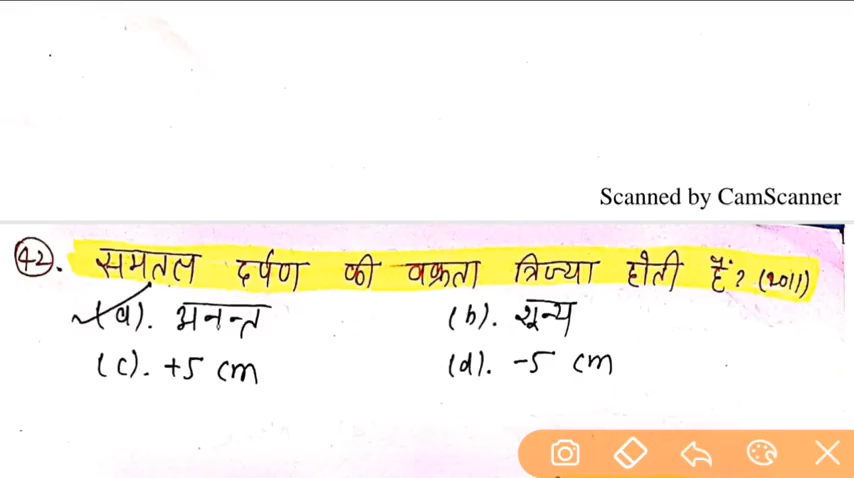 Scanned by CamScanner
42. समतल दर्पण की वक्रता त्रिज्या होती हैं? (2011)
(a). अनन्त (b). शून्य
(c). +5 cm (d). -5 cm